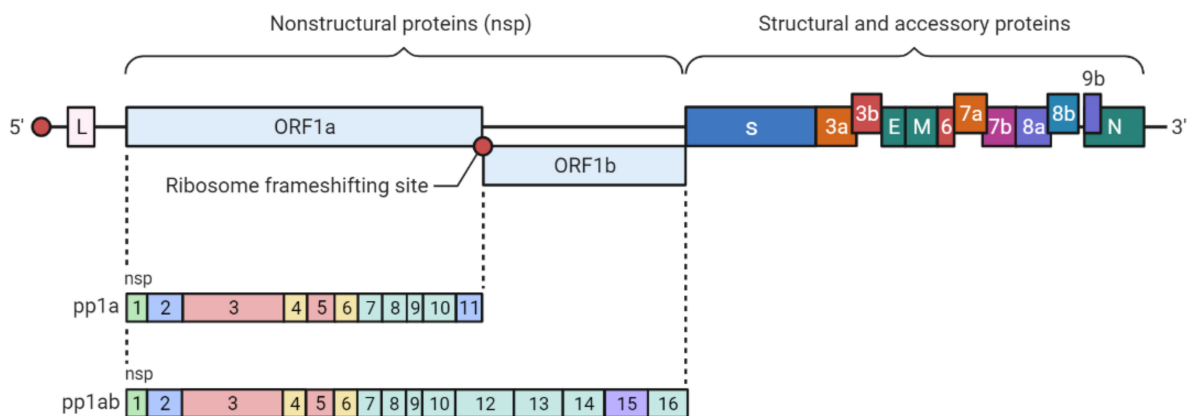 Nonstructural proteins (nsp) Structural and accessory proteins
9b
5' L ORF1a S 3a 3b E M 6 7a 7b 8a 8b N 3'
ORF1b
Ribosome frameshifting site
nsp
pp1a 1 2 3 4 5 6 7 8 9 10 11
nsp
pp1ab 1 2 3 4 5 6 7 8 9 10 12 13 14 15 16